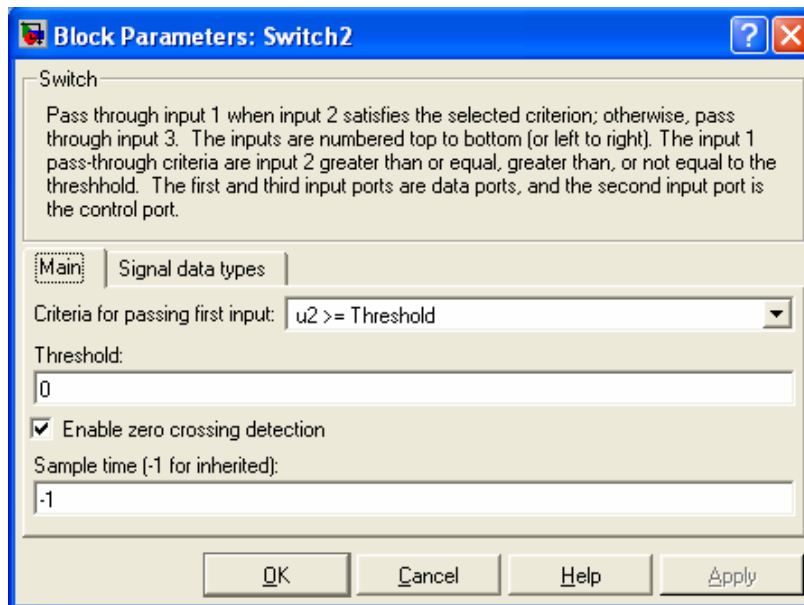 Block Parameters: Switch2
Switch
Pass through input 1 when input 2 satisfies the selected criterion; otherwise, pass
through input 3. The inputs are numbered top to bottom (or left to right). The input 1
pass-through criteria are input 2 greater than or equal, greater than, or not equal to the
threshhold. The first and third input ports are data ports, and the second input port is
the control port.
Main Signal data types
Criteria for passing first input: u2 >= Threshold
Threshold:
0
Enable zero crossing detection
Sample time (-1 for inherited):
-1
OK Cancel Help Apply